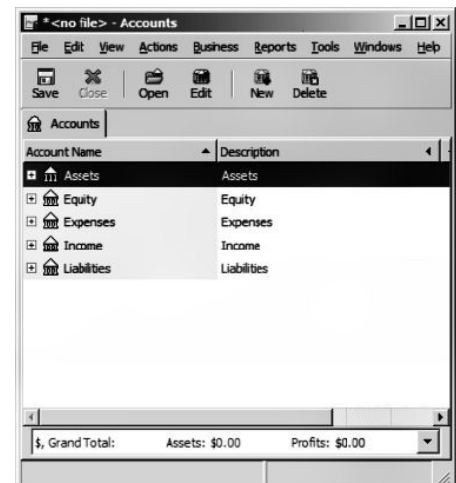 *<no file> - Accounts
File Edit View Actions Business Reports Tools Windows Help
Save Close Open Edit New Delete
Accounts
Account Name Description
Assets Assets
Equity Equity
Expenses Expenses
Income Income
Liabilities Liabilities
$, Grand Total: Assets: $0.00 Profits: $0.00